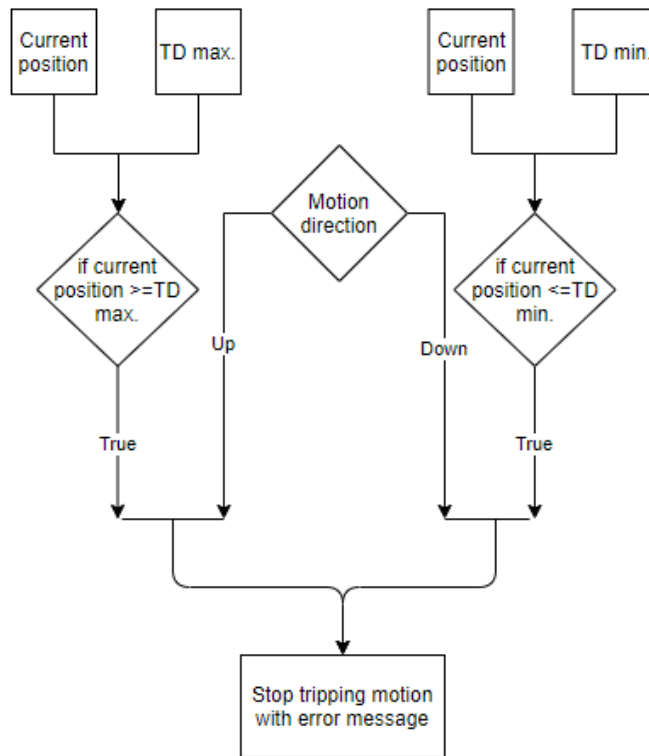 Current
position
TD max.
Current
position
TD min.
Motion
direction
if current
position >=TD
max.
if current
position <=TD
min.
Up
Down
True
True
Stop tripping motion
with error message